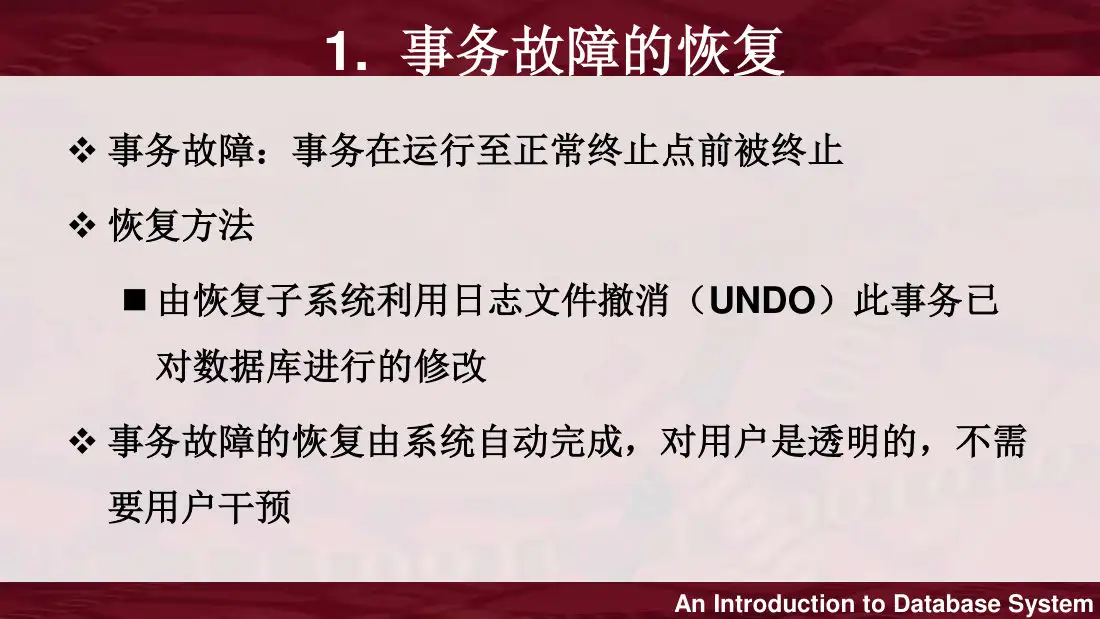 1. 事务故障的恢复
❖ 事务故障：事务在运行至正常终止点前被终止
❖ 恢复方法
■ 由恢复子系统利用日志文件撤消（UNDO）此事务已
对数据库进行的修改
❖ 事务故障的恢复由系统自动完成，对用户是透明的，不需
要用户干预
An Introduction to Database System